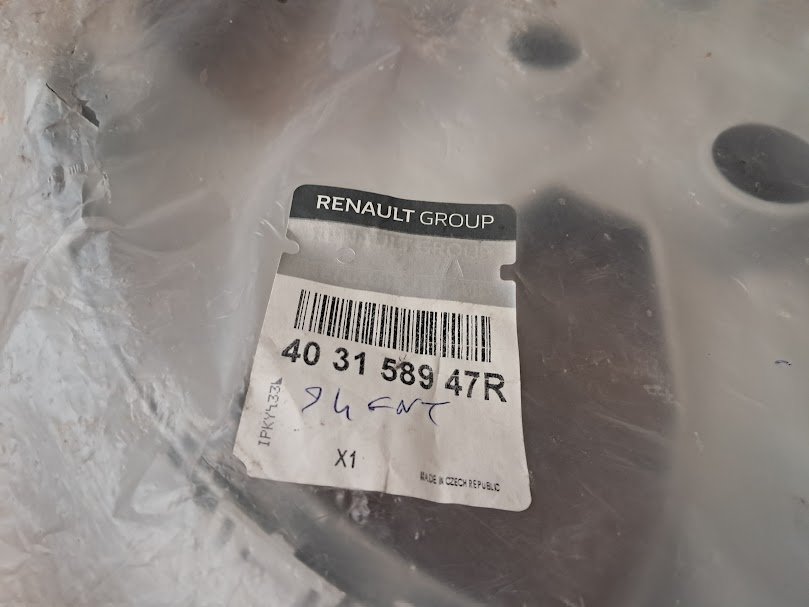 RENAULT GROUP
40 31 589 47R
X1
MADE IN CZECH REPUBLIC